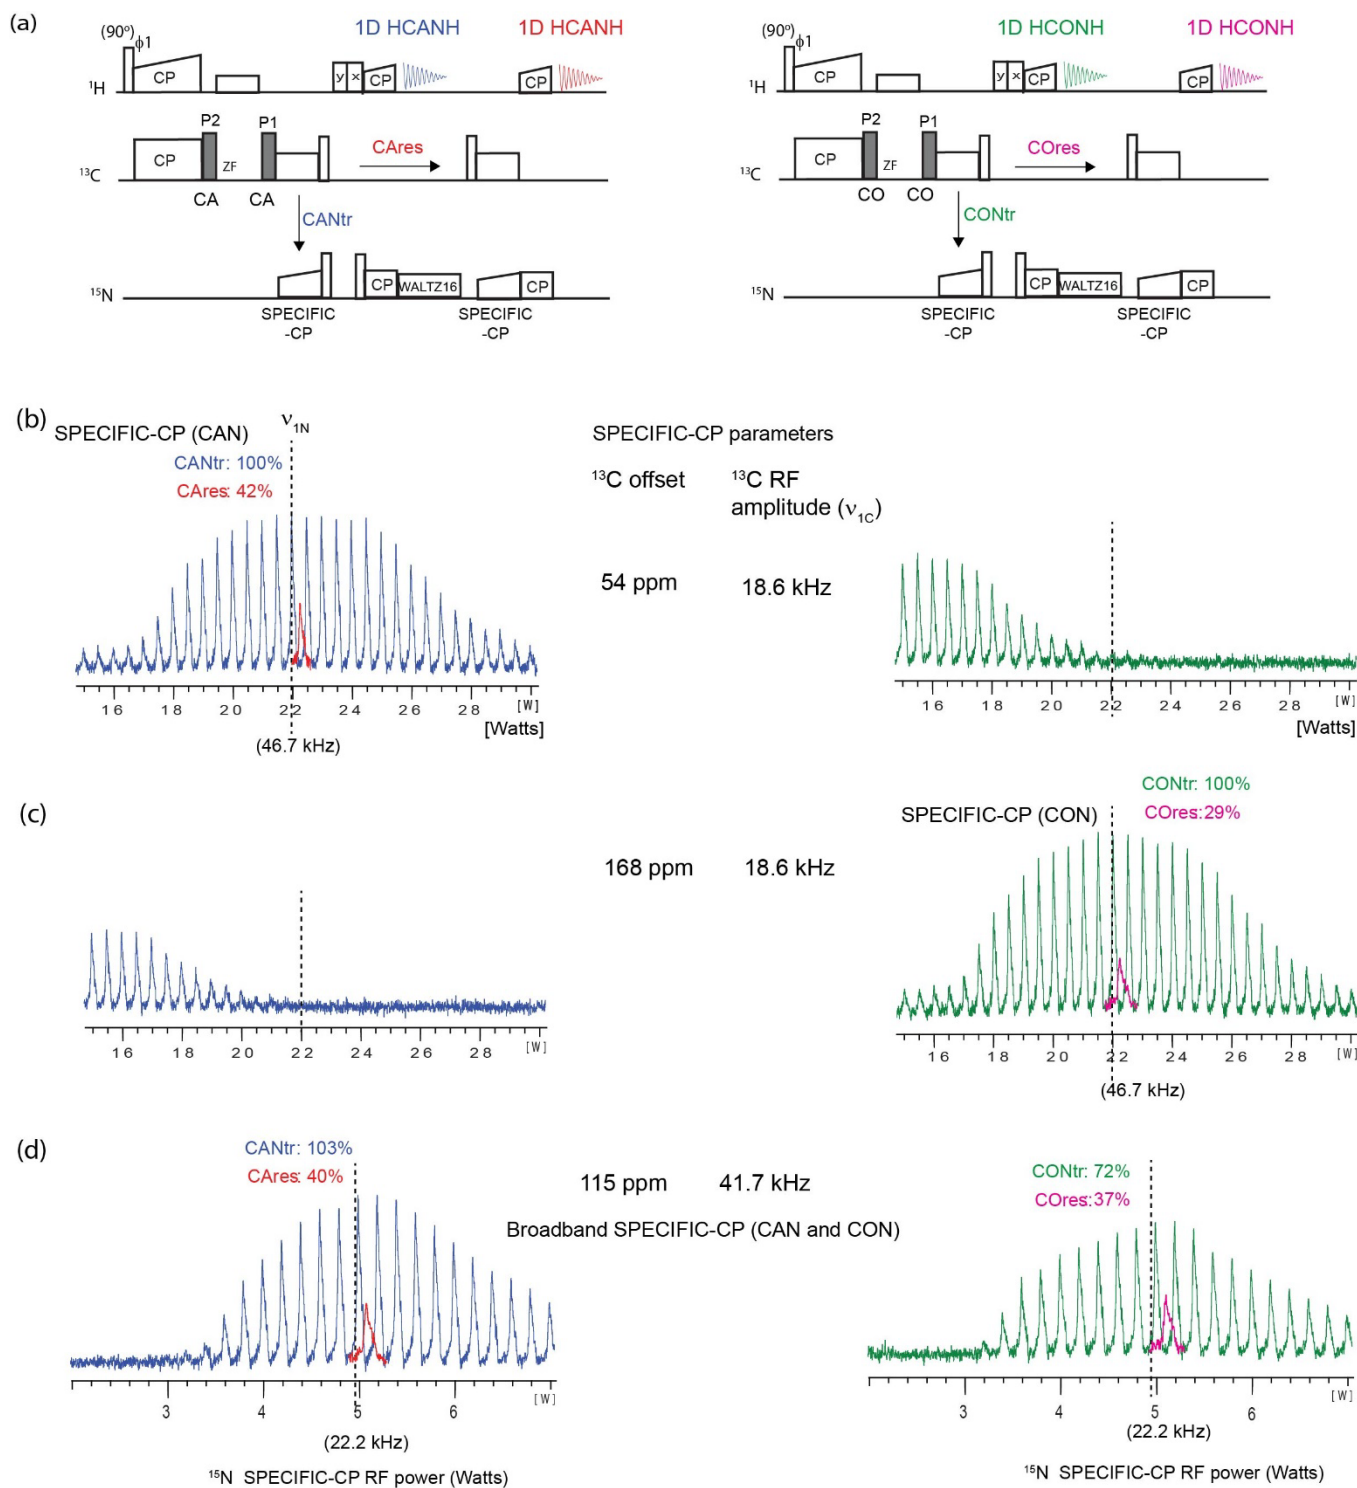 (a)
(90°)ϕ1
1D HCANH
1D HCANH
¹H
CP
y x
CP
CP
P2
P1
¹³C
CP
ZF
CAres
CA
CA
CANtr
¹⁵N
CP
WALTZ16
CP
SPECIFIC
-CP
SPECIFIC
-CP
(90°)ϕ1
1D HCONH
1D HCONH
¹H
CP
y x
CP
CP
P2
P1
¹³C
CP
ZF
COres
CO
CO
CONtr
¹⁵N
CP
WALTZ16
CP
SPECIFIC
-CP
SPECIFIC
-CP
(b)
SPECIFIC-CP (CAN)
ν1N
CANtr: 100%
CAres: 42%
16 18 20 22 24 26 28 [W]
[Watts]
(46.7 kHz)
SPECIFIC-CP parameters
¹³C offset
¹³C RF
amplitude (ν1C)
54 ppm
18.6 kHz
16 18 20 22 24 26 28 [W]
[Watts]
(c)
16 18 20 22 24 26 28 [W]
168 ppm
18.6 kHz
SPECIFIC-CP (CON)
CONtr: 100%
COres:29%
16 18 20 22 24 26 28 [W]
(46.7 kHz)
(d)
CANtr: 103%
CAres: 40%
3 4 5 6 [W]
(22.2 kHz)
¹⁵N SPECIFIC-CP RF power (Watts)
115 ppm
41.7 kHz
Broadband SPECIFIC-CP (CAN and CON)
CONtr: 72%
COres:37%
3 4 5 6 [W]
(22.2 kHz)
¹⁵N SPECIFIC-CP RF power (Watts)